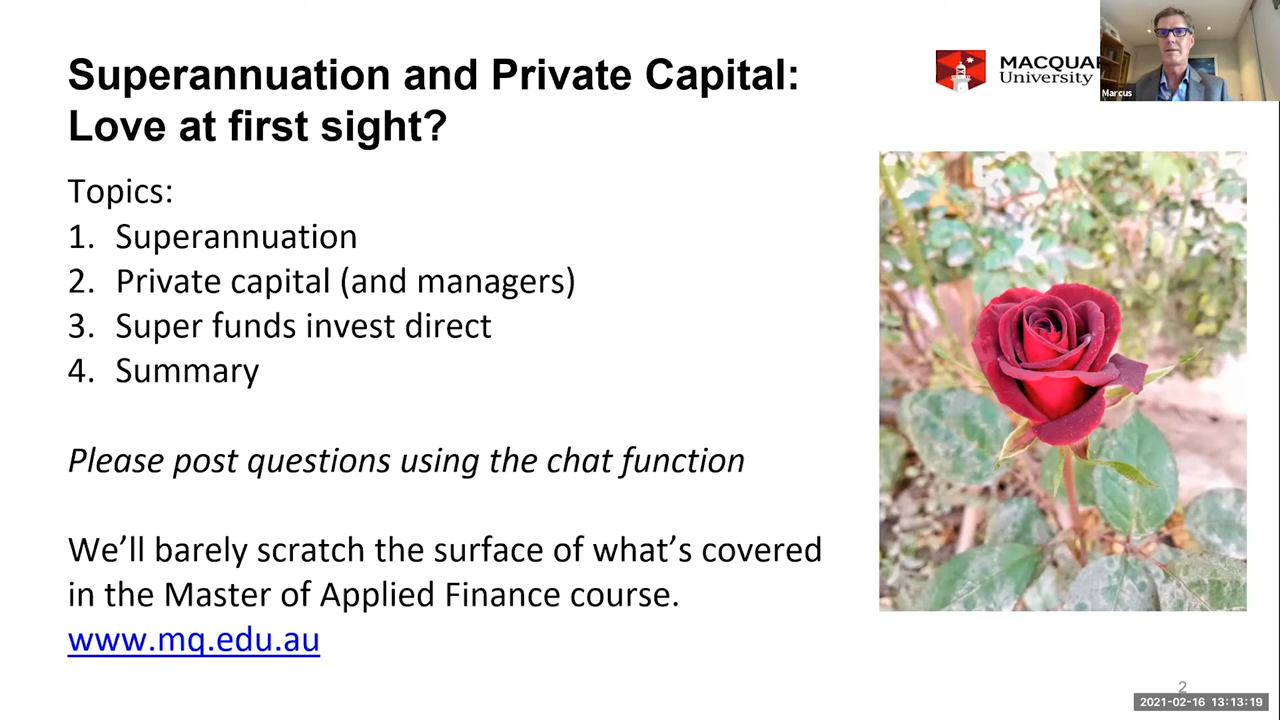 Superannuation and Private Capital:
Love at first sight?
MACQUAR
University
Marcus
Topics:
1. Superannuation
2. Private capital (and managers)
3. Super funds invest direct
4. Summary
Please post questions using the chat function
We’ll barely scratch the surface of what’s covered
in the Master of Applied Finance course.
www.mq.edu.au
2
2021-02-16 13:13:19